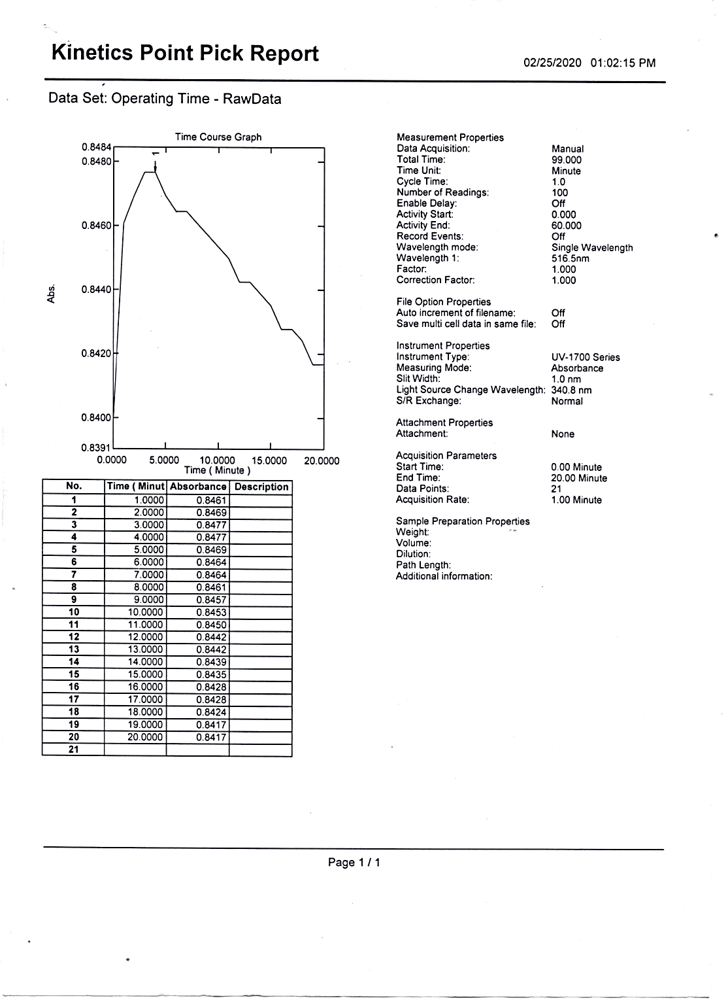 Kinetics Point Pick Report
02/25/2020 01:02:15 PM
Data Set: Operating Time - RawData
Time Course Graph
0.8484
0.8480
0.8460
0.8440
0.8420
0.8400
0.8391
Abs.
1
0.0000 5.0000 10.0000 15.0000 20.0000
Time ( Minute )
No. Time ( Minut Absorbance Description
1 1.0000 0.8461
2 2.0000 0.8469
3 3.0000 0.8477
4 4.0000 0.8477
5 5.0000 0.8469
6 6.0000 0.8464
7 7.0000 0.8464
8 8.0000 0.8461
9 9.0000 0.8457
10 10.0000 0.8453
11 11.0000 0.8450
12 12.0000 0.8442
13 13.0000 0.8442
14 14.0000 0.8439
15 15.0000 0.8435
16 16.0000 0.8428
17 17.0000 0.8428
18 18.0000 0.8424
19 19.0000 0.8417
20 20.0000 0.8417
21
Measurement Properties
Data Acquisition: Manual
Total Time: 99.000
Time Unit: Minute
Cycle Time: 1.0
Number of Readings: 100
Enable Delay: Off
Activity Start: 0.000
Activity End: 60.000
Record Events: Off
Wavelength mode: Single Wavelength
Wavelength 1: 516.5nm
Factor: 1.000
Correction Factor: 1.000
File Option Properties
Auto increment of filename: Off
Save multi cell data in same file: Off
Instrument Properties
Instrument Type: UV-1700 Series
Measuring Mode: Absorbance
Slit Width: 1.0 nm
Light Source Change Wavelength: 340.8 nm
S/R Exchange: Normal
Attachment Properties
Attachment: None
Acquisition Parameters
Start Time: 0.00 Minute
End Time: 20.00 Minute
Data Points: 21
Acquisition Rate: 1.00 Minute
Sample Preparation Properties
Weight:
Volume:
Dilution:
Path Length:
Additional information:
Page 1 / 1